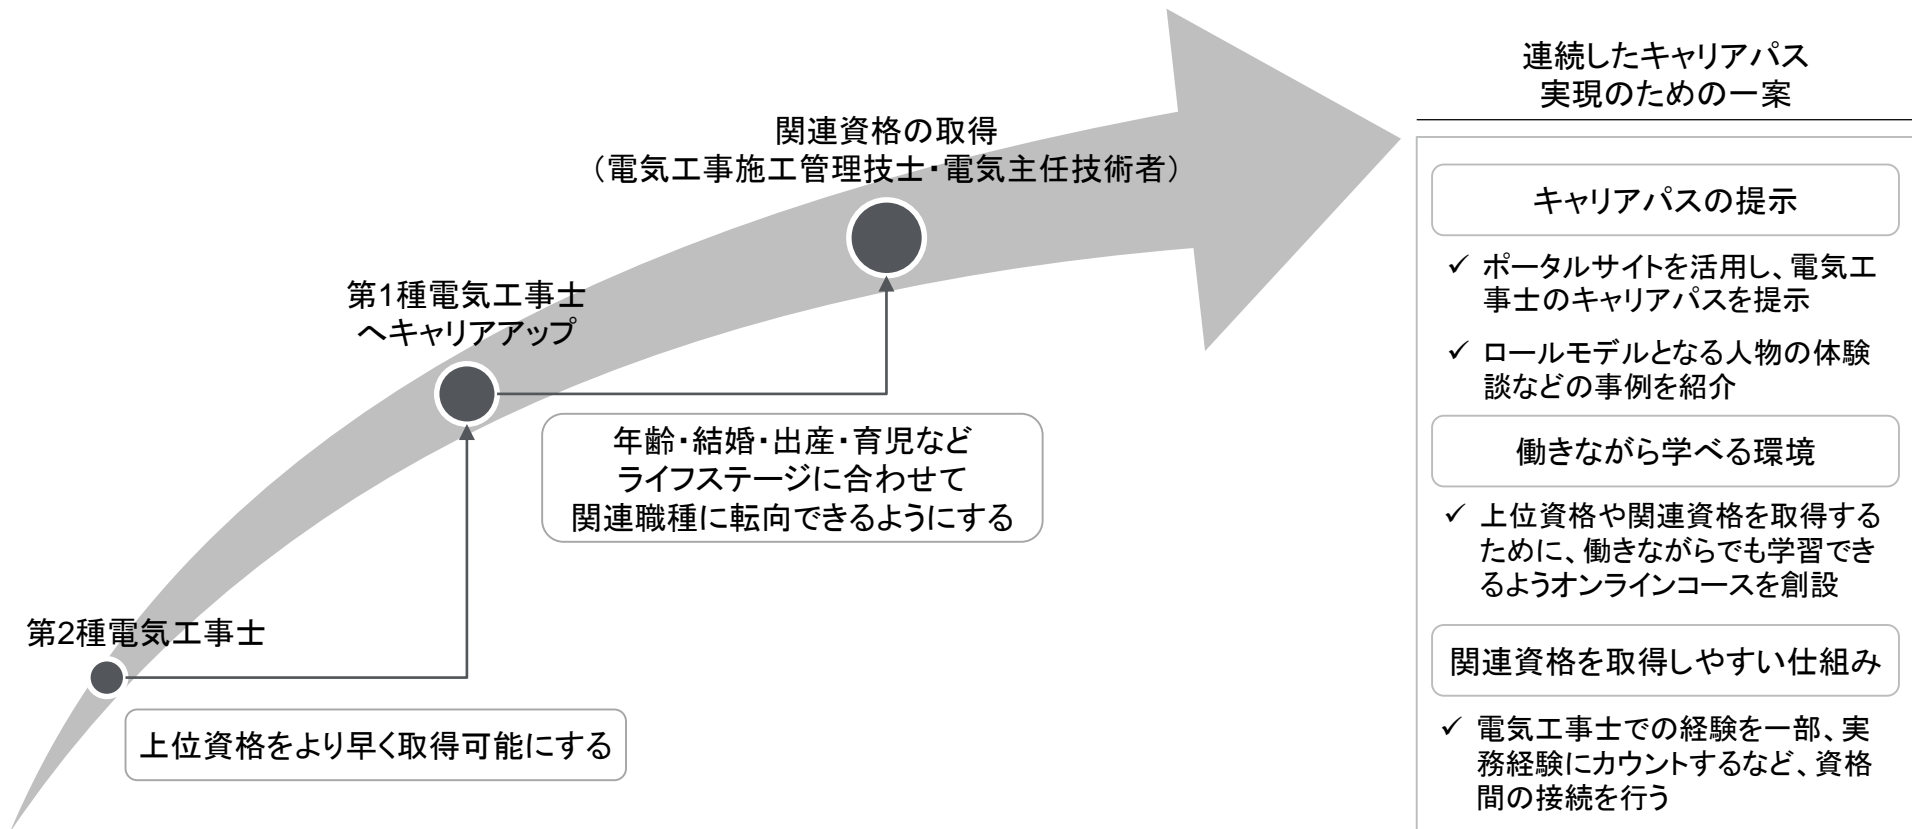 連続したキャリアパス
実現のための一案
関連資格の取得
（電気工事施工管理技士・電気主任技術者）
第1種電気工事士
へキャリアアップ
年齢・結婚・出産・育児など
ライフステージに合わせて
関連職種に転向できるようにする
第2種電気工事士
上位資格をより早く取得可能にする
キャリアパスの提示
✓ ポータルサイトを活用し、電気工
事士のキャリアパスを提示
✓ ロールモデルとなる人物の体験
談などの事例を紹介
働きながら学べる環境
✓ 上位資格や関連資格を取得する
ために、働きながらでも学習でき
るようオンラインコースを創設
関連資格を取得しやすい仕組み
✓ 電気工事士での経験を一部、実
務経験にカウントするなど、資格
間の接続を行う